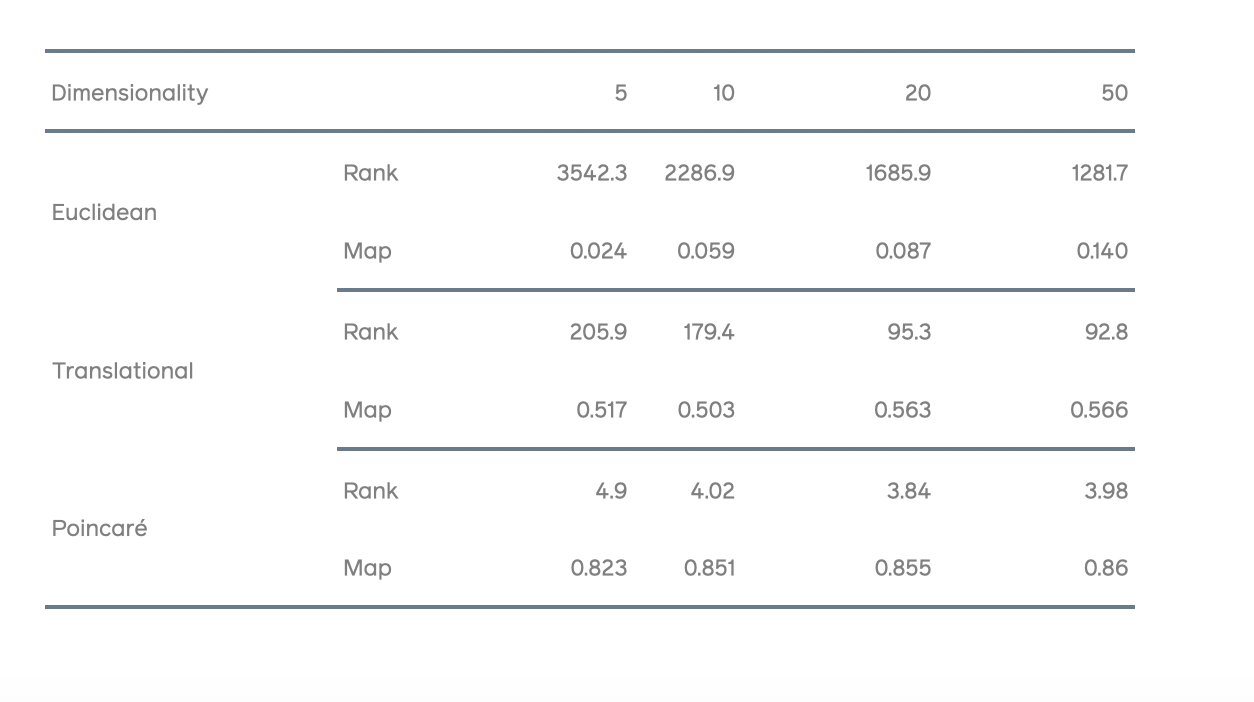 Dimensionality 5 10 20 50
Rank 3542.3 2286.9 1685.9 1281.7
Euclidean
Map 0.024 0.059 0.087 0.140
Rank 205.9 179.4 95.3 92.8
Translational
Map 0.517 0.503 0.563 0.566
Rank 4.9 4.02 3.84 3.98
Poincaré
Map 0.823 0.851 0.855 0.86